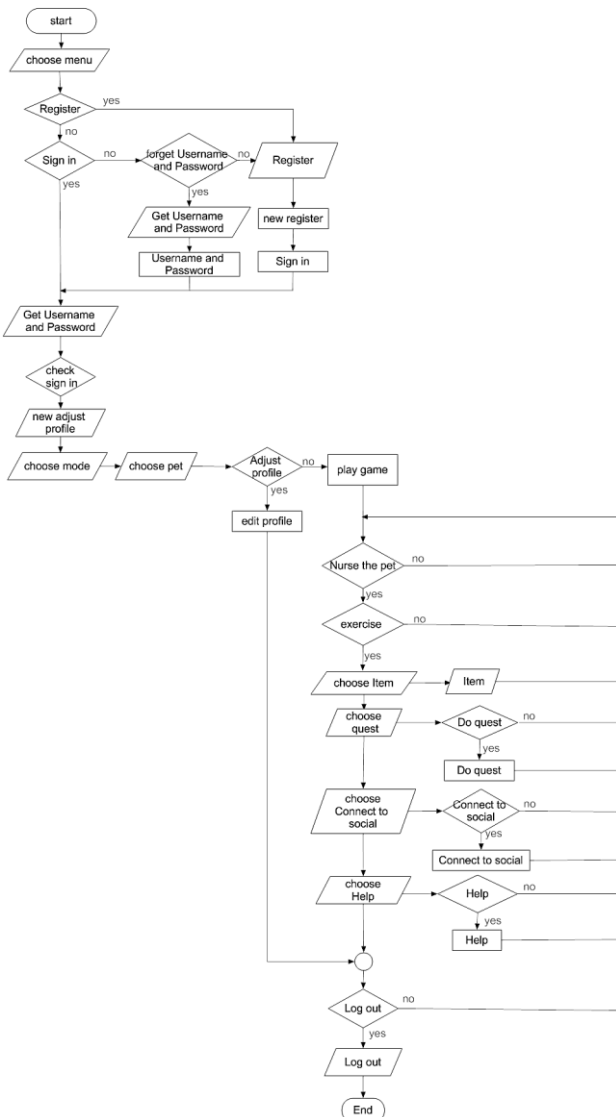 start
choose menu
Register
yes
no
Sign in
no
yes
forget Username
and Password
no
yes
Register
Get Username
and Password
new register
Username and
Password
Sign in
Get Username
and Password
check
sign in
new adjust
profile
choose mode
choose pet
Adjust
profile
no
yes
play game
edit profile
Nurse the pet
no
yes
exercise
no
yes
choose Item
Item
choose
quest
Do quest
no
yes
Do quest
choose
Connect to
social
Connect to
social
no
yes
Connect to social
choose
Help
Help
no
yes
Help
Log out
no
yes
Log out
End